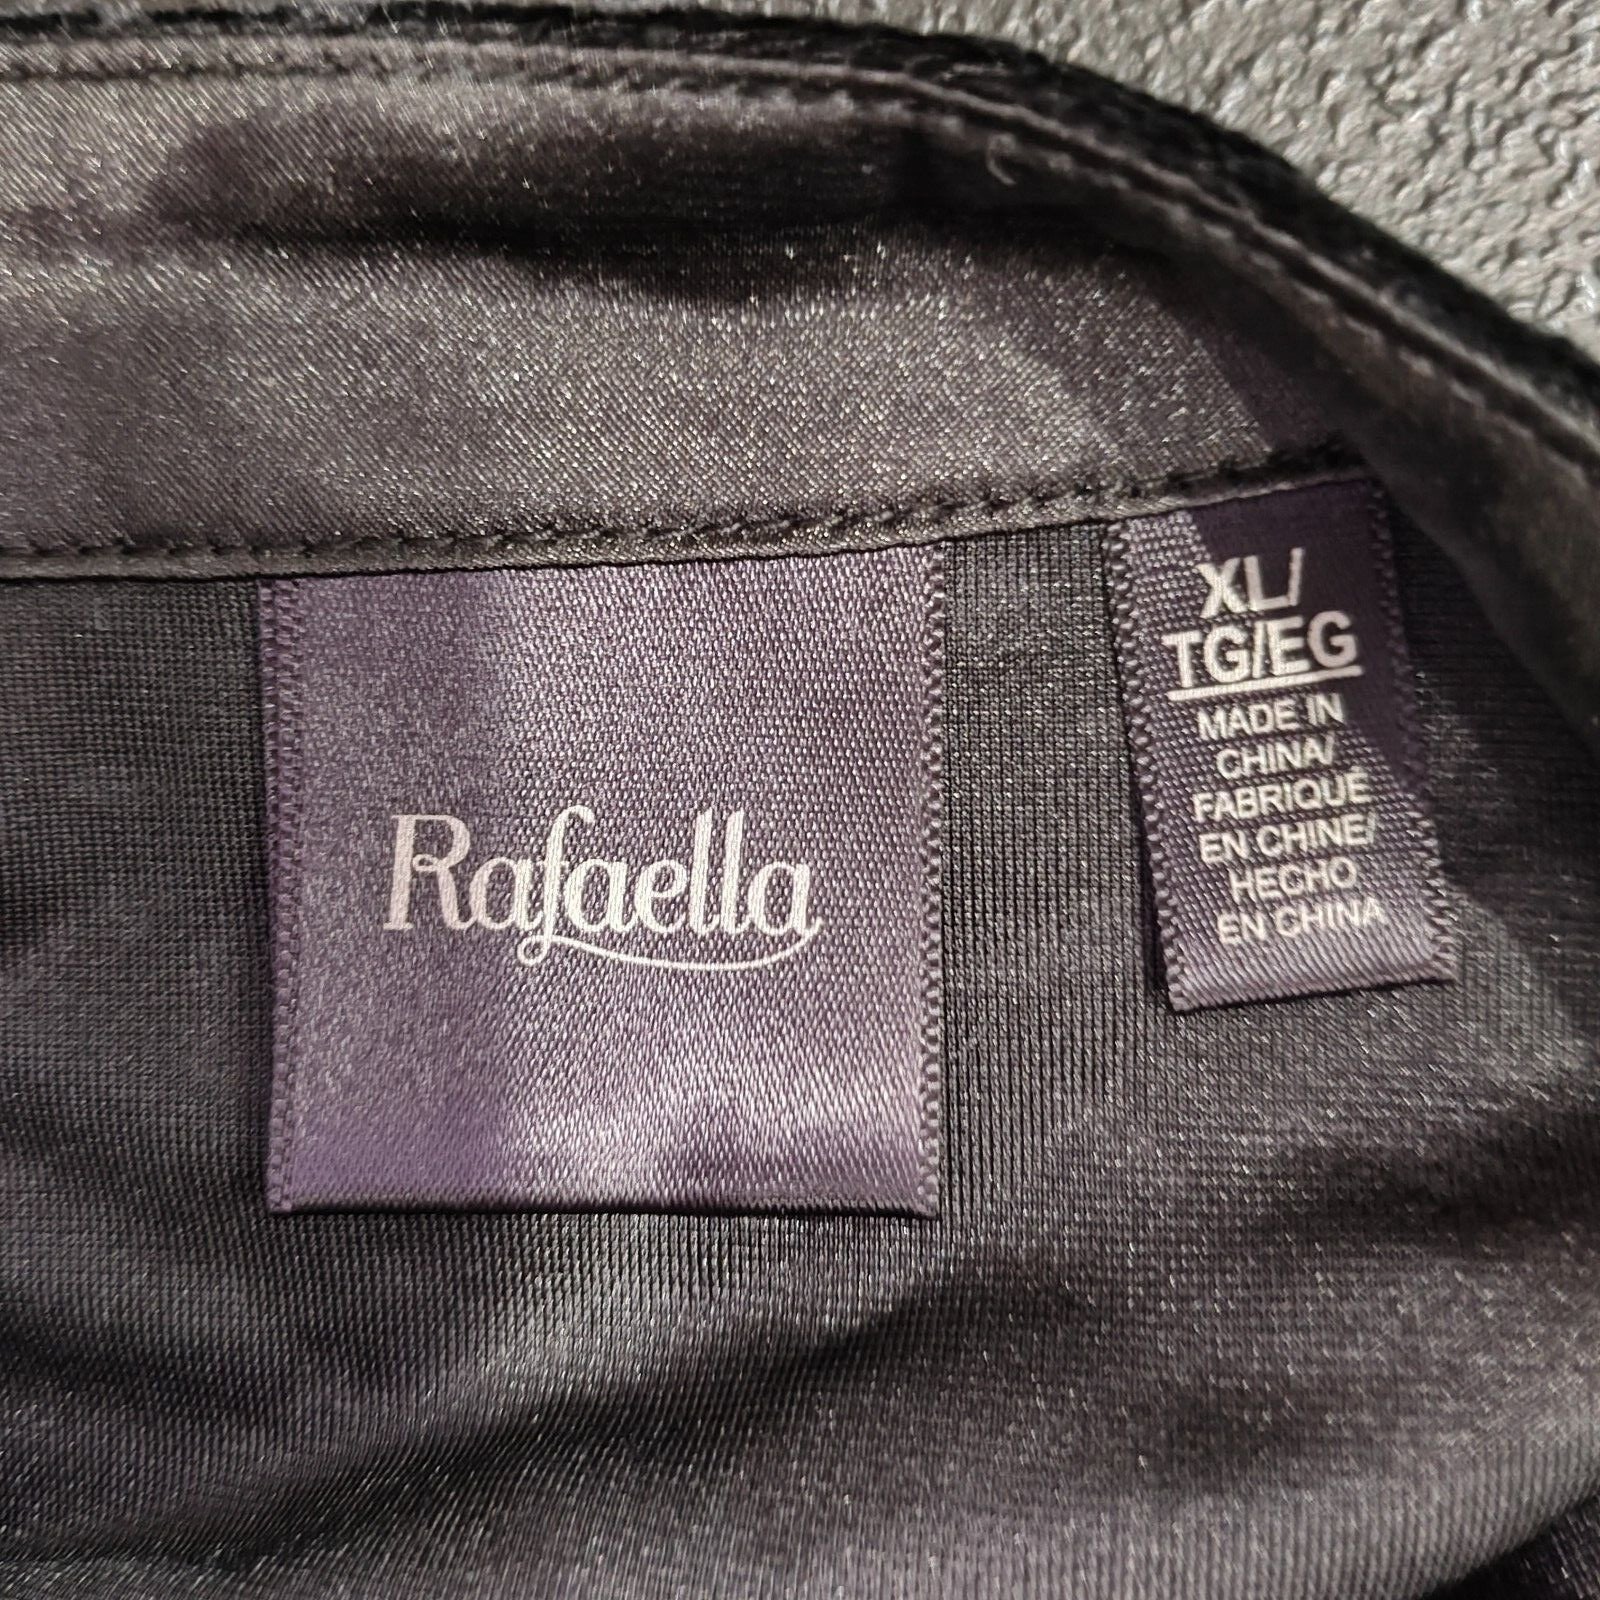 Rafaella
XL/
TG/EG
MADE IN
CHINA/
FABRIQUÉ
EN CHINE/
HECHO
EN CHINA